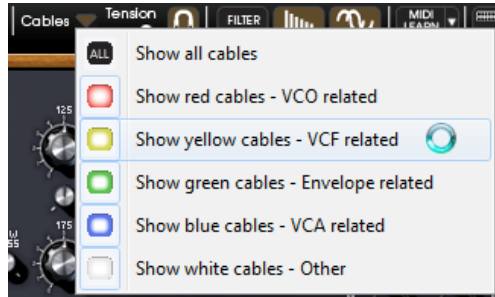 Cables Tension FILTER MIDI LEARN
ALL Show all cables
Show red cables - VCO related
125
Show yellow cables - VCF related
Show green cables - Envelope related
175
Show blue cables - VCA related
Show white cables - Other